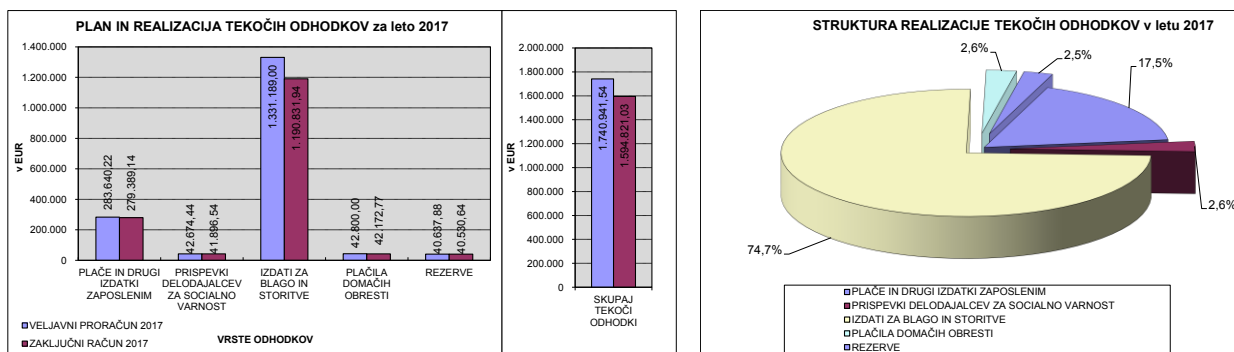 PLAN IN REALIZACIJA TEKOČIH ODHODKOV za leto 2017
v EUR
1.400.000
1.200.000
1.000.000
800.000
600.000
400.000
200.000
0
283.640,22
279.389,14
42.674,44
41.896,54
1.331.189,00
1.190.831,94
42.800,00
42.172,77
40.637,88
40.530,64
PLAČE IN DRUGI
IZDATKI
ZAPOSLENIM
PRISPEVKI
DELODAJALCEV
ZA SOCIALNO
VARNOST
IZDATI ZA
BLAGO IN
STORITVE
PLAČILA
DOMAČIH
OBRESTI
REZERVE
VELJAVNI PRORAČUN 2017
ZAKLJUČNI RAČUN 2017
VRSTE ODHODKOV
v EUR
2.000.000
1.800.000
1.600.000
1.400.000
1.200.000
1.000.000
800.000
600.000
400.000
200.000
0
1.740.941,54
1.594.821,03
SKUPAJ
TEKOČI
ODHODKI
STRUKTURA REALIZACIJE TEKOČIH ODHODKOV v letu 2017
2,6%
2,5%
17,5%
2,6%
74,7%
PLAČE IN DRUGI IZDATKI ZAPOSLENIM
PRISPEVKI DELODAJALCEV ZA SOCIALNO VARNOST
IZDATI ZA BLAGO IN STORITVE
PLAČILA DOMAČIH OBRESTI
REZERVE